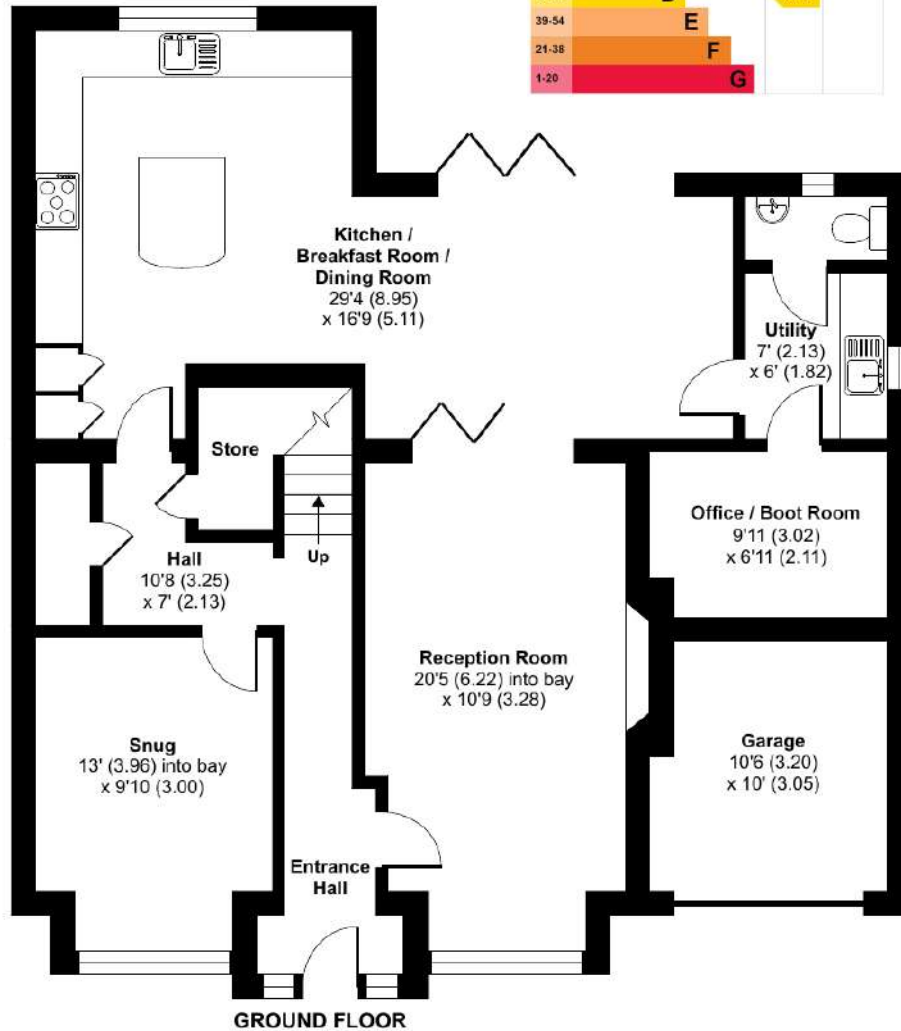 39-54
E
21-38
F
1-20
G
Kitchen /
Breakfast Room /
Dining Room
29'4 (8.95)
x 16'9 (5.11)
Utility
7' (2.13)
x 6' (1.82)
Store
Up
Office / Boot Room
9'11 (3.02)
x 6'11 (2.11)
Hall
10'8 (3.25)
x 7' (2.13)
Reception Room
20'5 (6.22) into bay
x 10'9 (3.28)
Snug
13' (3.96) into bay
x 9'10 (3.00)
Garage
10'6 (3.20)
x 10' (3.05)
Entrance
Hall
GROUND FLOOR